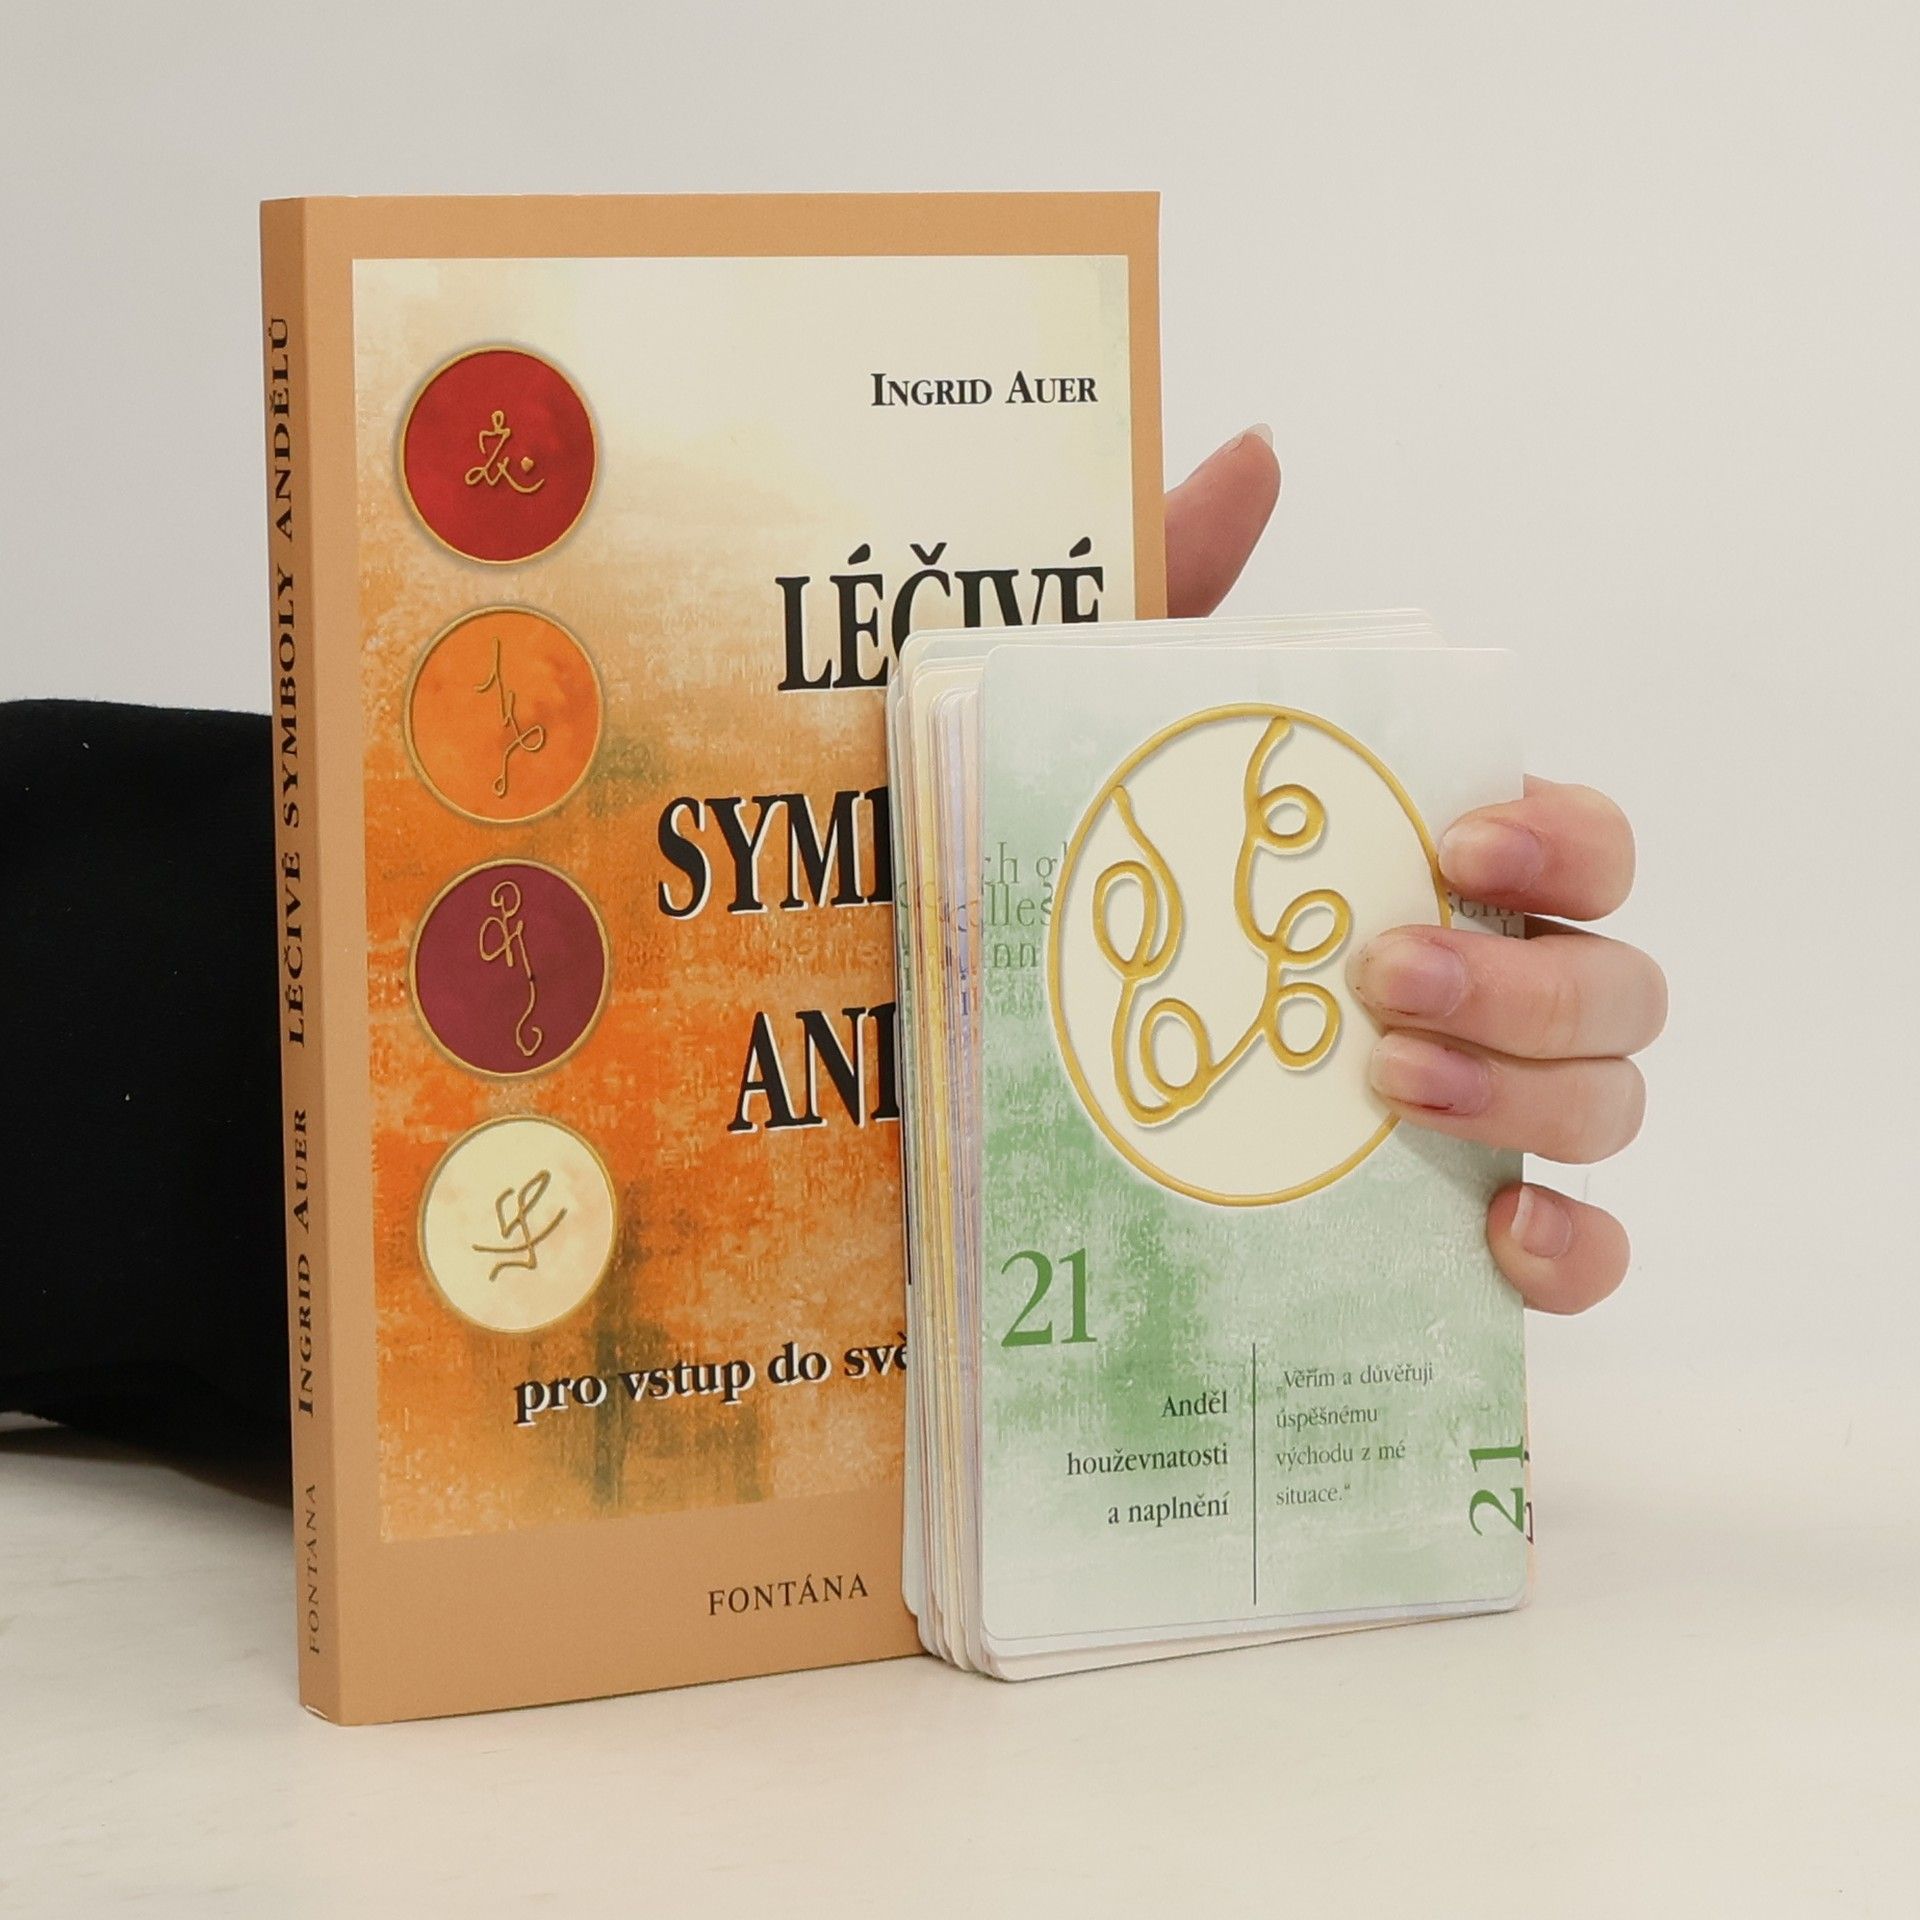 INGRID AUER LÉČIVÉ SYMBOLY ANDĚLŮ
FONTÁNA
INGRID AUER
LÉČIVÉ
SYM
AN
pro vstup do svě
FONTÁNA
21
Anděl
houževnatosti
a naplnění
„Věřím a důvěřuji
úspěšnému
východu z mé
situace.“
21